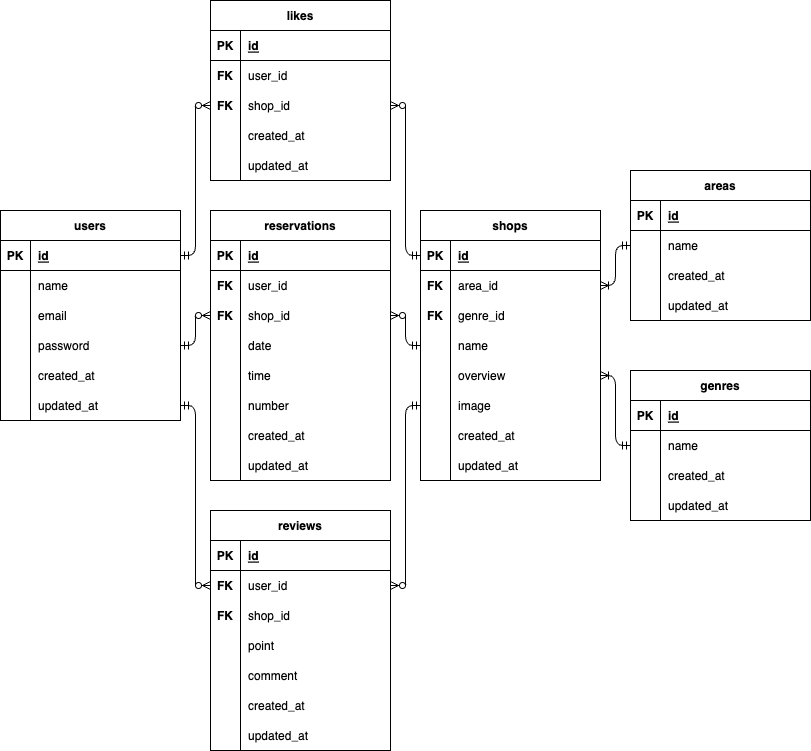 likes
PK id
FK user_id
FK shop_id
created_at
updated_at
users
PK id
name
email
password
created_at
updated_at
reservations
PK id
FK user_id
FK shop_id
date
time
number
created_at
updated_at
shops
PK id
FK area_id
FK genre_id
name
overview
image
created_at
updated_at
areas
PK id
name
created_at
updated_at
genres
PK id
name
created_at
updated_at
reviews
PK id
FK user_id
FK shop_id
point
comment
created_at
updated_at